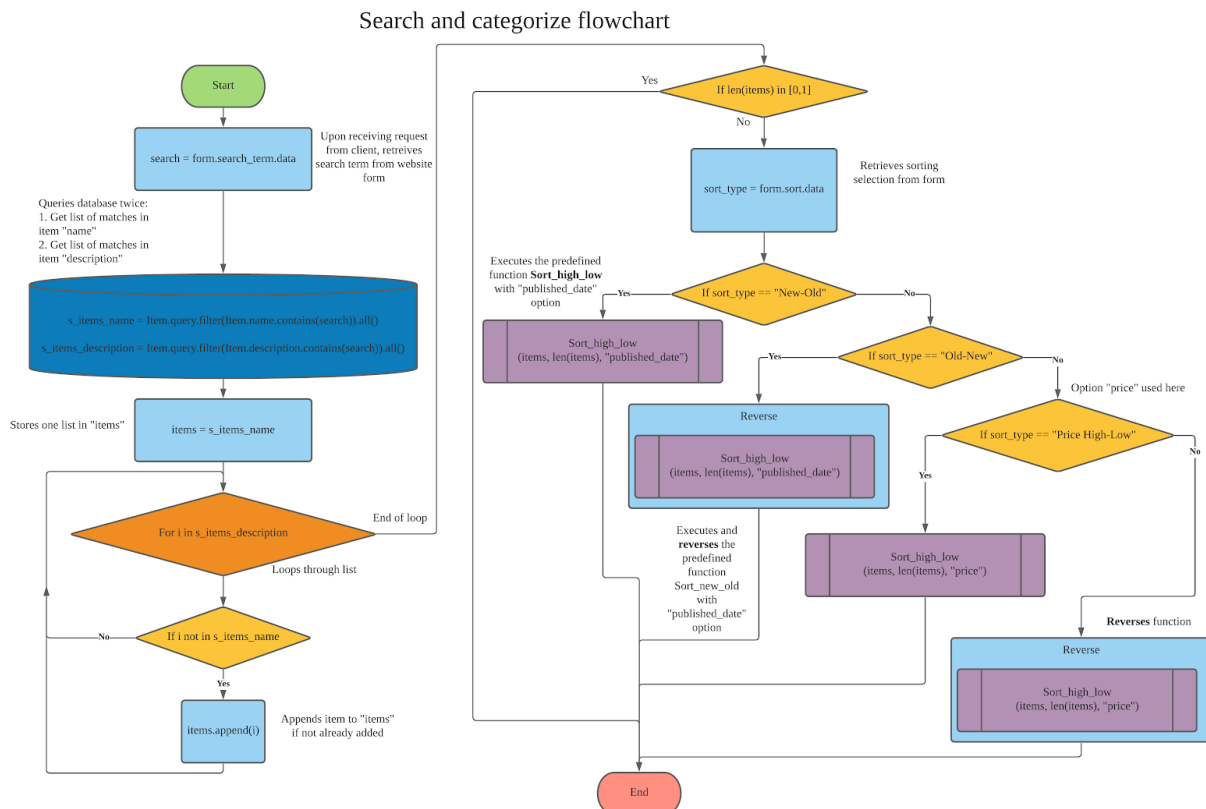 Search and categorize flowchart
Start
search = form.search_term.data
Upon receiving request
from client, retreives
search term from website
form
Queries database twice:
1. Get list of matches in
item "name"
2. Get list of matches in
item "description"
s_items_name = Item.query.filter(Item.name.contains(search)).all()
s_items_description = Item.query.filter(Item.description.contains(search)).all()
Stores one list in "items"
items = s_items_name
For i in s_items_description
End of loop
Loops through list
If i not in s_items_name
No
Yes
items.append(i)
Appends item to "items"
if not already added
If len(items) in [0,1]
Yes
No
sort_type = form.sort.data
Retrieves sorting
selection from form
If sort_type == "New-Old"
Yes
No
Executes the predefined
function Sort_high_low
with "published_date"
option
Sort_high_low
(items, len(items), "published_date")
If sort_type == "Old-New"
Yes
No
Reverse
Sort_high_low
(items, len(items), "published_date")
Executes and
reverses the
predefined
function
Sort_new_old
with
"published_date"
option
Option "price" used here
If sort_type == "Price High-Low"
Yes
No
Sort_high_low
(items, len(items), "price")
Reverses function
Reverse
Sort_high_low
(items, len(items), "price")
End